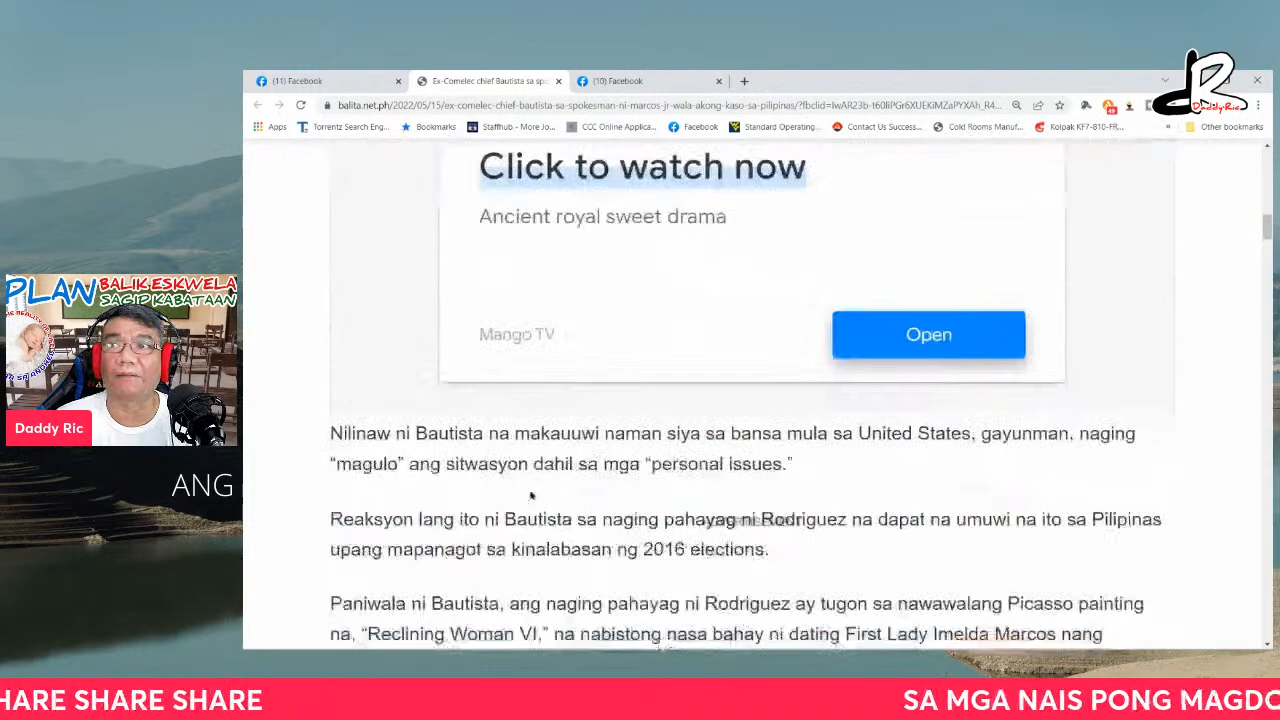 (11) Facebook
Ex-Comelec chief Bautista sa spo
(10) Facebook
balita.net.ph/2022/05/15/ex-comelec-chief-bautista-sa-spokesman-ni-marcos-jr-wala-akong-kaso-sa-pilipinas/?fbclid=IwAR23b-t60liPGr6XUEKiMZaPYXAh_R4...
Apps
Torrentz Search Eng...
Bookmarks
Staffhub - More Jo...
CCC Online Applica...
Facebook
Standard Operating...
Contact Us Success...
Cold Rooms Manuf...
Kolpak KF7-810-FR...
»
Other bookmarks
Daddy Ric
Click to watch now
Ancient royal sweet drama
Mango TV
Open
PLAN BALIK ESKWELA
SAGIP KABATAAN
Daddy Ric
ANG
Nilinaw ni Bautista na makauuwi naman siya sa bansa mula sa United States, gayunman, naging
“magulo” ang sitwasyon dahil sa mga “personal issues.”
Reaksyon lang ito ni Bautista sa naging pahayag ni Rodriguez na dapat na umuwi na ito sa Pilipinas
upang mapanagot sa kinalabasan ng 2016 elections.
Paniwala ni Bautista, ang naging pahayag ni Rodriguez ay tugon sa nawawalang Picasso painting
na, “Reclining Woman VI,” na nabistong nasa bahay ni dating First Lady Imelda Marcos nang
HARE SHARE SHARE
SA MGA NAIS PONG MAGDO